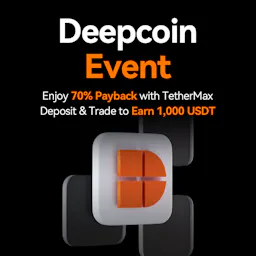 Deepcoin
Event
Enjoy 70% Payback with TetherMax
Deposit & Trade to Earn 1,000 USDT